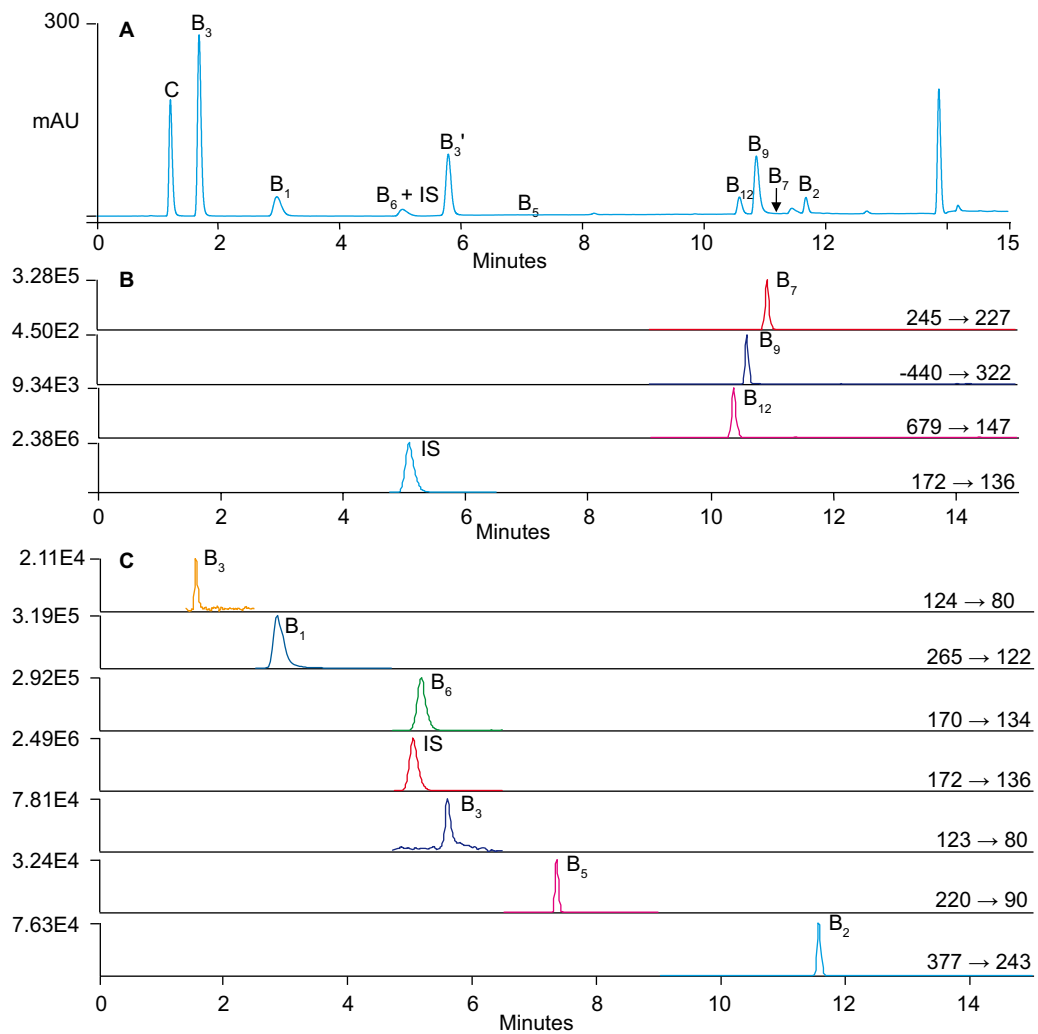 300
A
B₃
C
mAU
B₁
B₆ + IS
B₃'
B₅
B₁₂
B₉
B₇
B₂
0 2 4 6 8 10 12 15
Minutes
3.28E5
B
B₇
245 → 227
4.50E2
B₉
-440 → 322
9.34E3
B₁₂
679 → 147
2.38E6
IS
172 → 136
0 2 4 6 8 10 12 14
Minutes
2.11E4
C
B₃
124 → 80
3.19E5
B₁
265 → 122
2.92E5
B₆
170 → 134
2.49E6
IS
172 → 136
7.81E4
B₃
123 → 80
3.24E4
B₅
220 → 90
7.63E4
B₂
377 → 243
0 2 4 6 8 10 12 14
Minutes